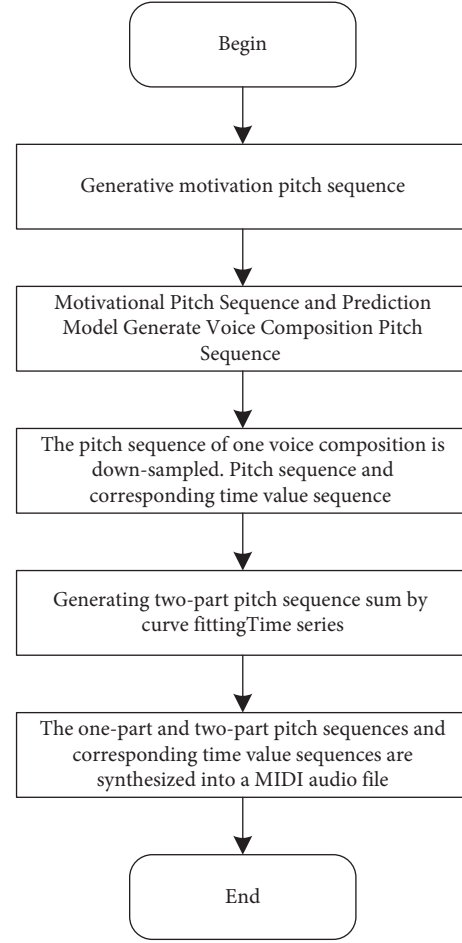 Begin
Generative motivation pitch sequence
Motivational Pitch Sequence and Prediction
Model Generate Voice Composition Pitch
Sequence
The pitch sequence of one voice composition is
down-sampled. Pitch sequence and
corresponding time value sequence
Generating two-part pitch sequence sum by
curve fittingTime series
The one-part and two-part pitch sequences and
corresponding time value sequences are
synthesized into a MIDI audio file
End